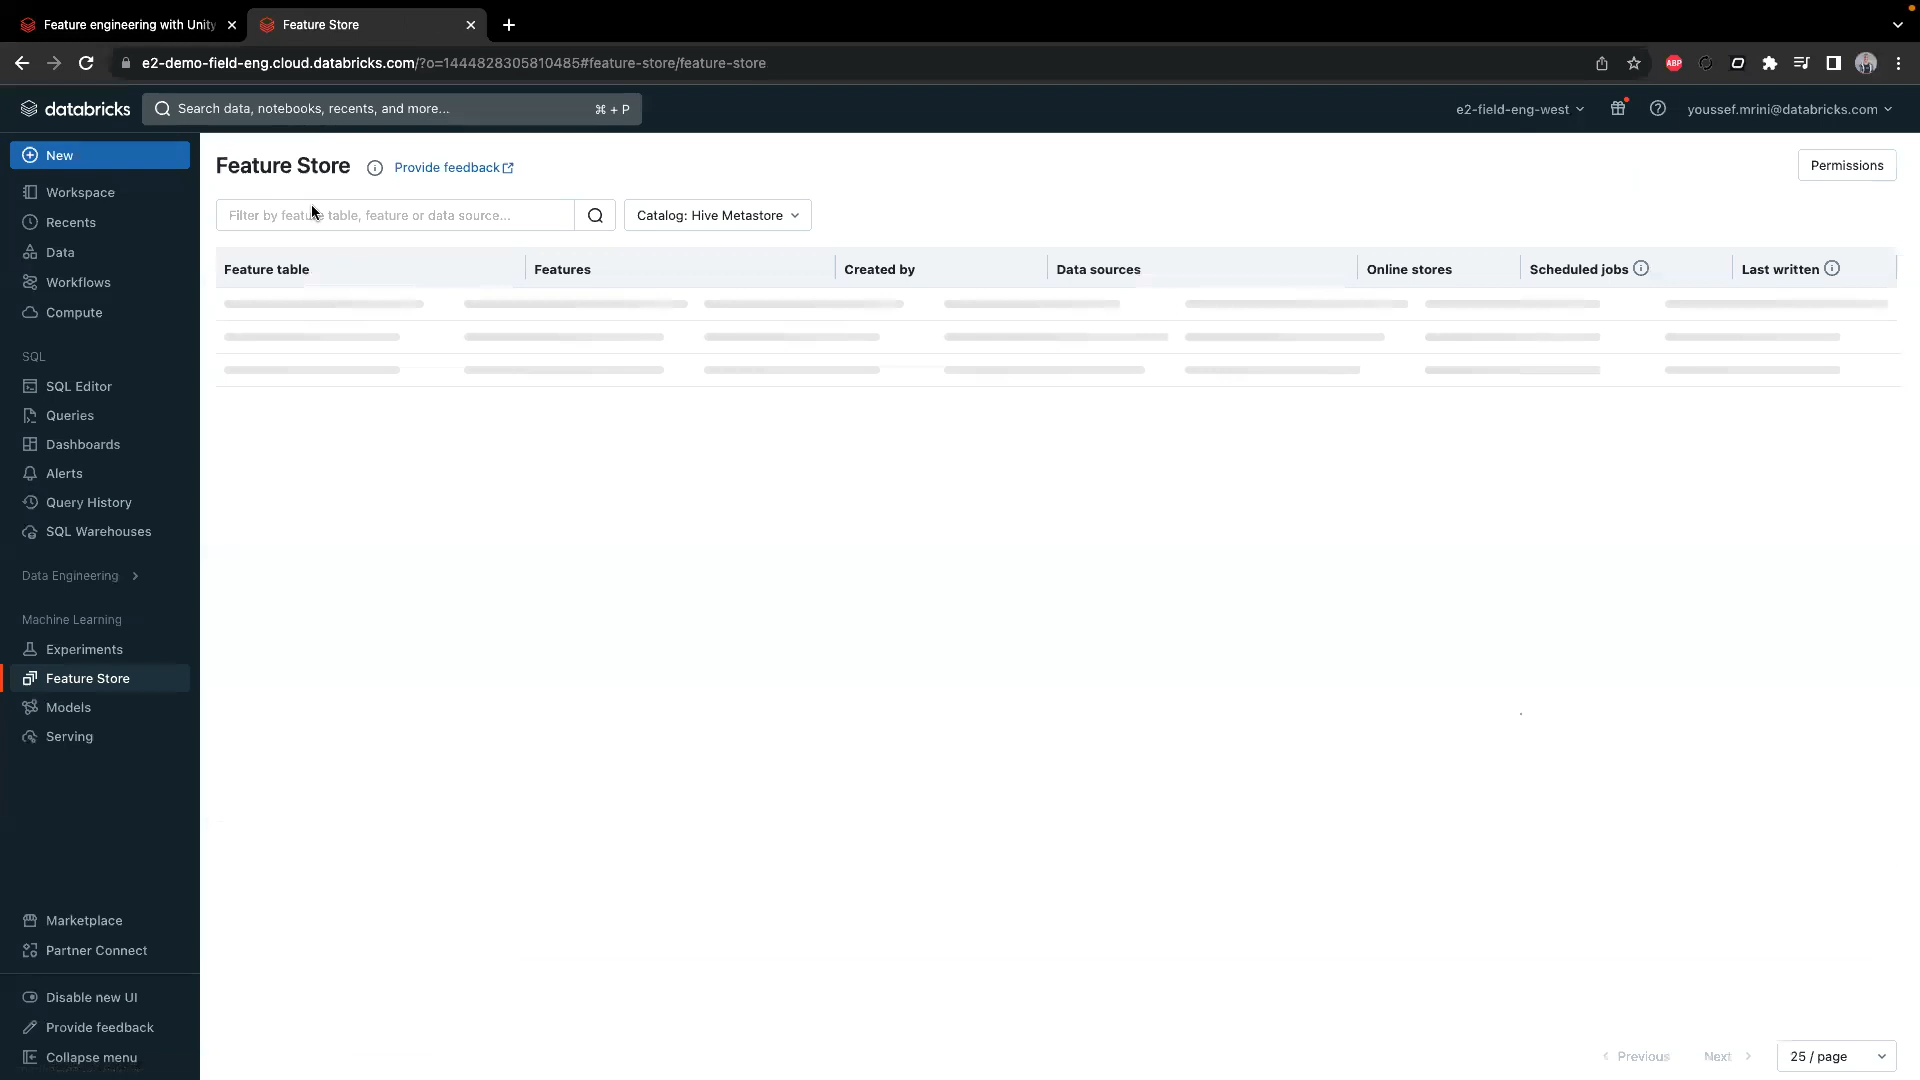 Feature engineering with Unity
Feature Store
e2-demo-field-eng.cloud.databricks.com/?o=1444828305810485#feature-store/feature-store
ABP
databricks
Search data, notebooks, recents, and more...
⌘ + P
e2-field-eng-west
youssef.mrini@databricks.com
New
Workspace
Recents
Data
Workflows
Compute
SQL
SQL Editor
Queries
Dashboards
Alerts
Query History
SQL Warehouses
Data Engineering
Machine Learning
Experiments
Feature Store
Models
Serving
Marketplace
Partner Connect
Disable new UI
Provide feedback
Collapse menu
Feature Store
Provide feedback
Permissions
Filter by feature table, feature or data source...
Catalog: Hive Metastore
Feature table
Features
Created by
Data sources
Online stores
Scheduled jobs
Last written
Previous
Next
25 / page